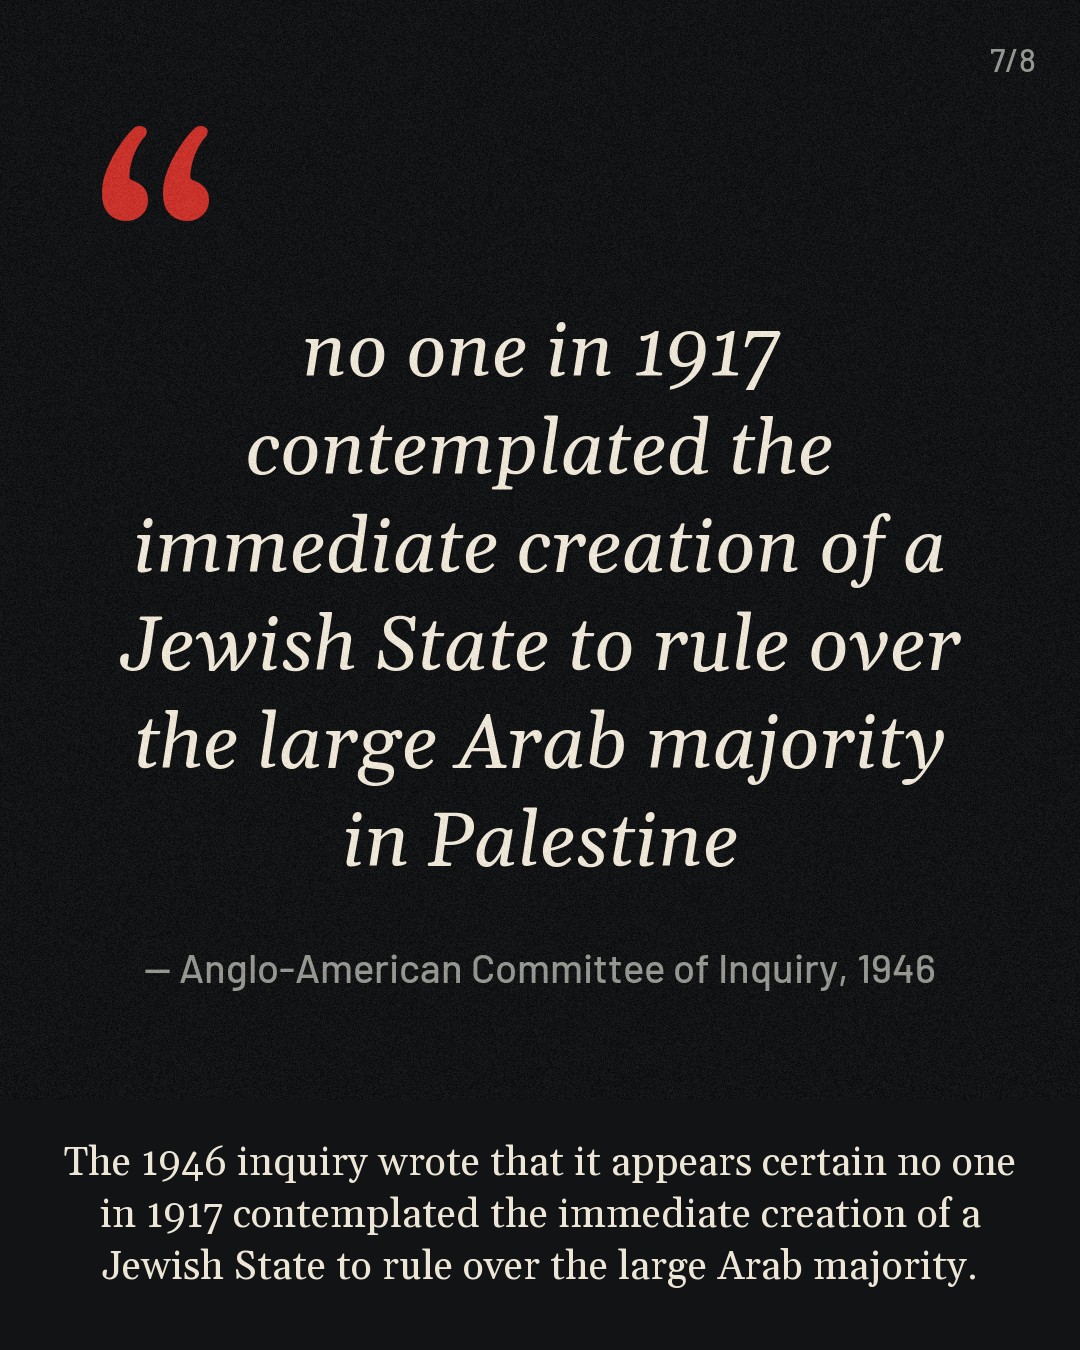 7/8
“
no one in 1917
contemplated the
immediate creation of a
Jewish State to rule over
the large Arab majority
in Palestine
— Anglo-American Committee of Inquiry, 1946
The 1946 inquiry wrote that it appears certain no one
in 1917 contemplated the immediate creation of a
Jewish State to rule over the large Arab majority.